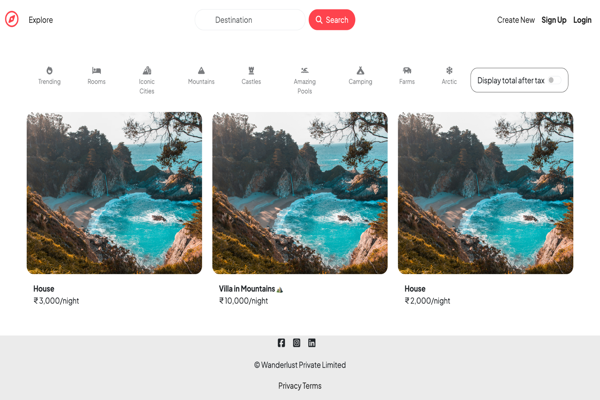 Explore
Destination
Search
Create New
Sign Up
Login
Trending
Rooms
Iconic
Cities
Mountains
Castles
Amazing
Pools
Camping
Farms
Arctic
Display total after tax
House
₹3,000/night
Villa in Mountains
₹10,000/night
House
₹2,000/night
© Wanderlust Private Limited
Privacy Terms